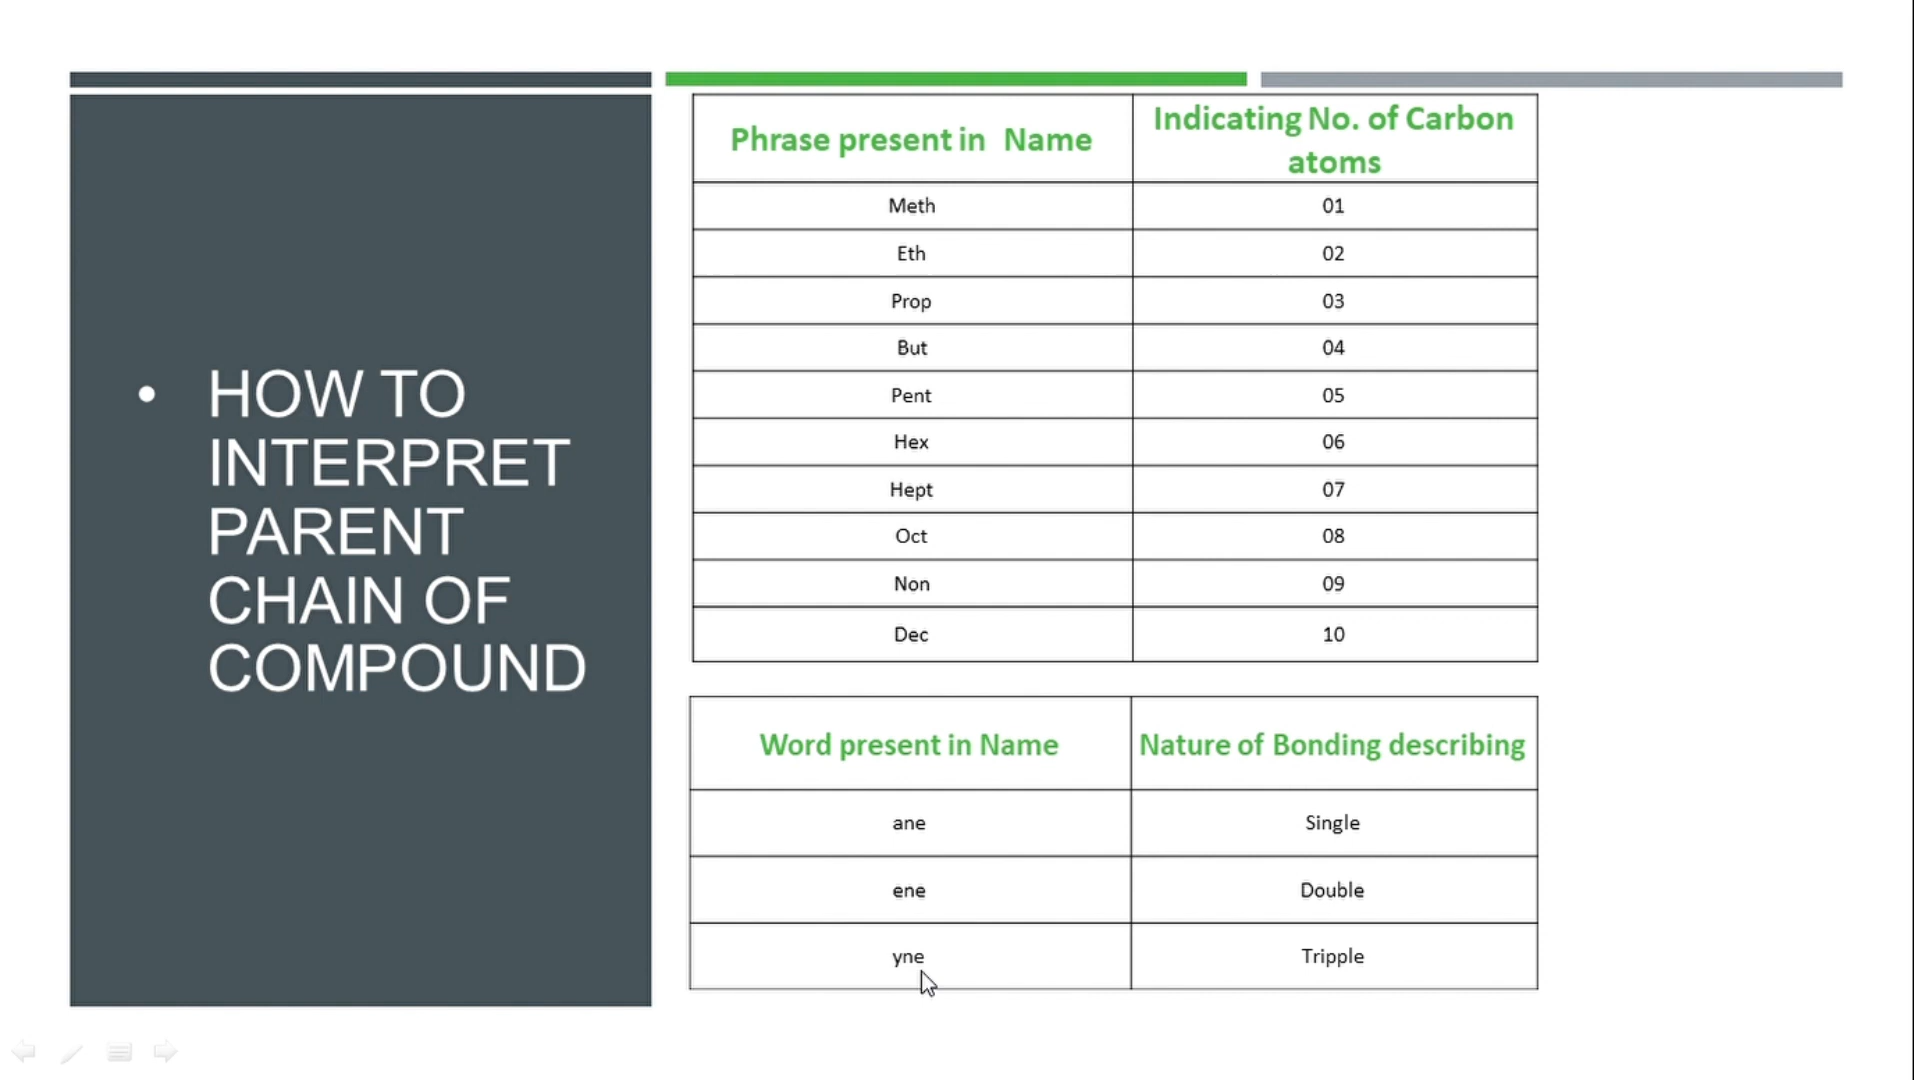 • HOW TO
INTERPRET
PARENT
CHAIN OF
COMPOUND
Phrase present in Name
Indicating No. of Carbon
atoms
Meth 01
Eth 02
Prop 03
But 04
Pent 05
Hex 06
Hept 07
Oct 08
Non 09
Dec 10
Word present in Name Nature of Bonding describing
ane Single
ene Double
yne Tripple